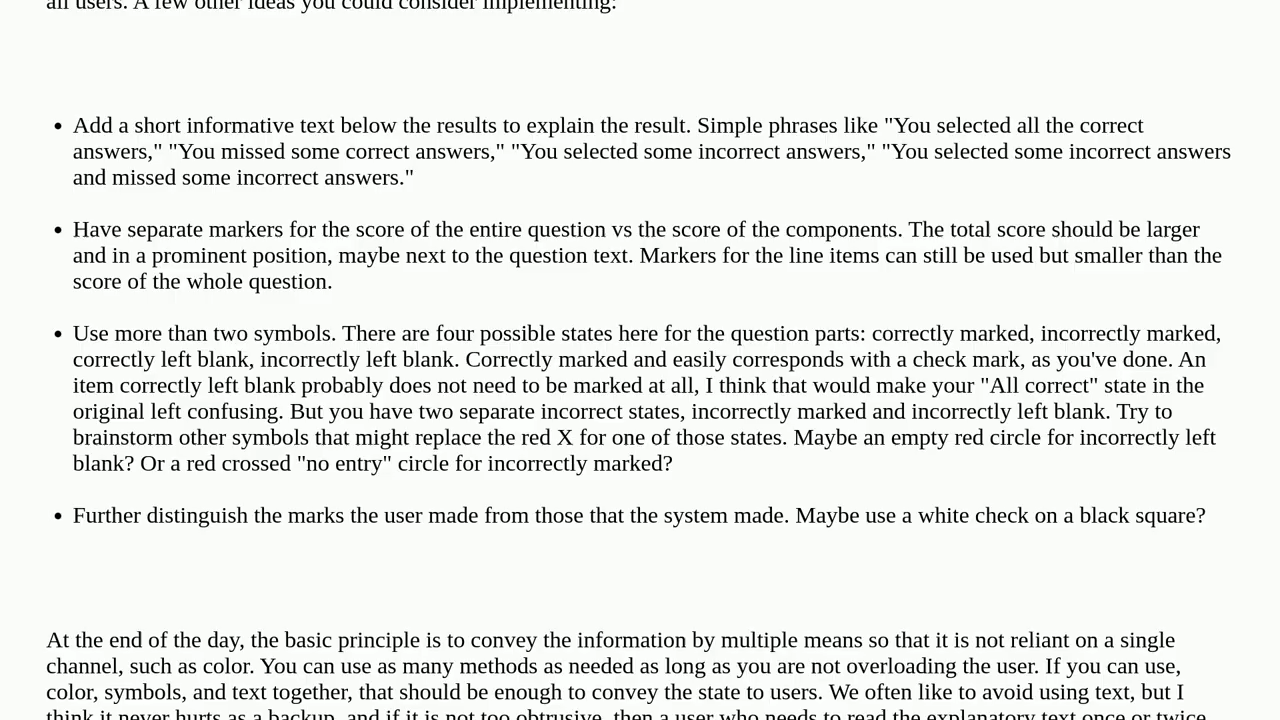 all users. A few other ideas you could consider implementing:
• Add a short informative text below the results to explain the result. Simple phrases like "You selected all the correct
answers," "You missed some correct answers," "You selected some incorrect answers," "You selected some incorrect answers
and missed some incorrect answers."
• Have separate markers for the score of the entire question vs the score of the components. The total score should be larger
and in a prominent position, maybe next to the question text. Markers for the line items can still be used but smaller than the
score of the whole question.
• Use more than two symbols. There are four possible states here for the question parts: correctly marked, incorrectly marked,
correctly left blank, incorrectly left blank. Correctly marked and easily corresponds with a check mark, as you've done. An
item correctly left blank probably does not need to be marked at all, I think that would make your "All correct" state in the
original left confusing. But you have two separate incorrect states, incorrectly marked and incorrectly left blank. Try to
brainstorm other symbols that might replace the red X for one of those states. Maybe an empty red circle for incorrectly left
blank? Or a red crossed "no entry" circle for incorrectly marked?
• Further distinguish the marks the user made from those that the system made. Maybe use a white check on a black square?
At the end of the day, the basic principle is to convey the information by multiple means so that it is not reliant on a single
channel, such as color. You can use as many methods as needed as long as you are not overloading the user. If you can use,
color, symbols, and text together, that should be enough to convey the state to users. We often like to avoid using text, but I
think it never hurts as a backup, and if it is not too obtrusive, then a user who needs to read the explanatory text once or twice